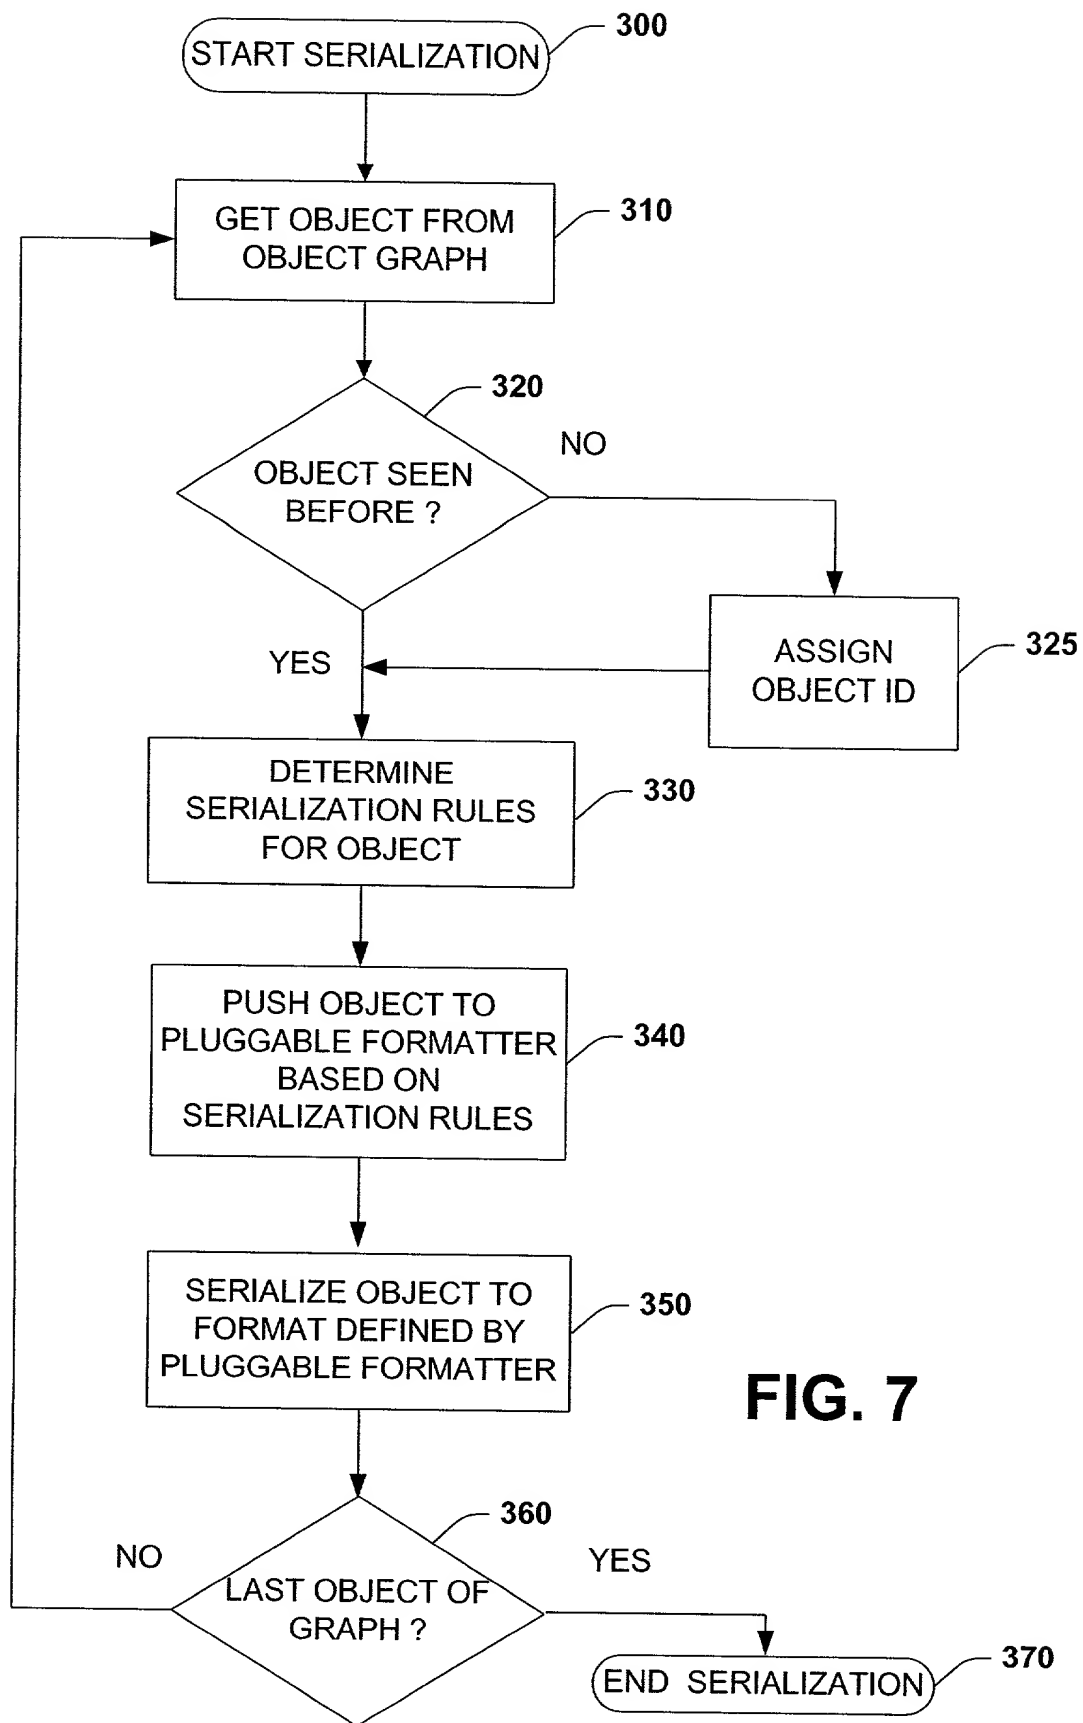 START SERIALIZATION
300
GET OBJECT FROM
OBJECT GRAPH
310
320
OBJECT SEEN
BEFORE ?
NO
YES
ASSIGN
OBJECT ID
325
DETERMINE
SERIALIZATION RULES
FOR OBJECT
330
PUSH OBJECT TO
PLUGGABLE FORMATTER
BASED ON
SERIALIZATION RULES
340
SERIALIZE OBJECT TO
FORMAT DEFINED BY
PLUGGABLE FORMATTER
350
FIG. 7
360
NO
LAST OBJECT OF
GRAPH ?
YES
END SERIALIZATION
370